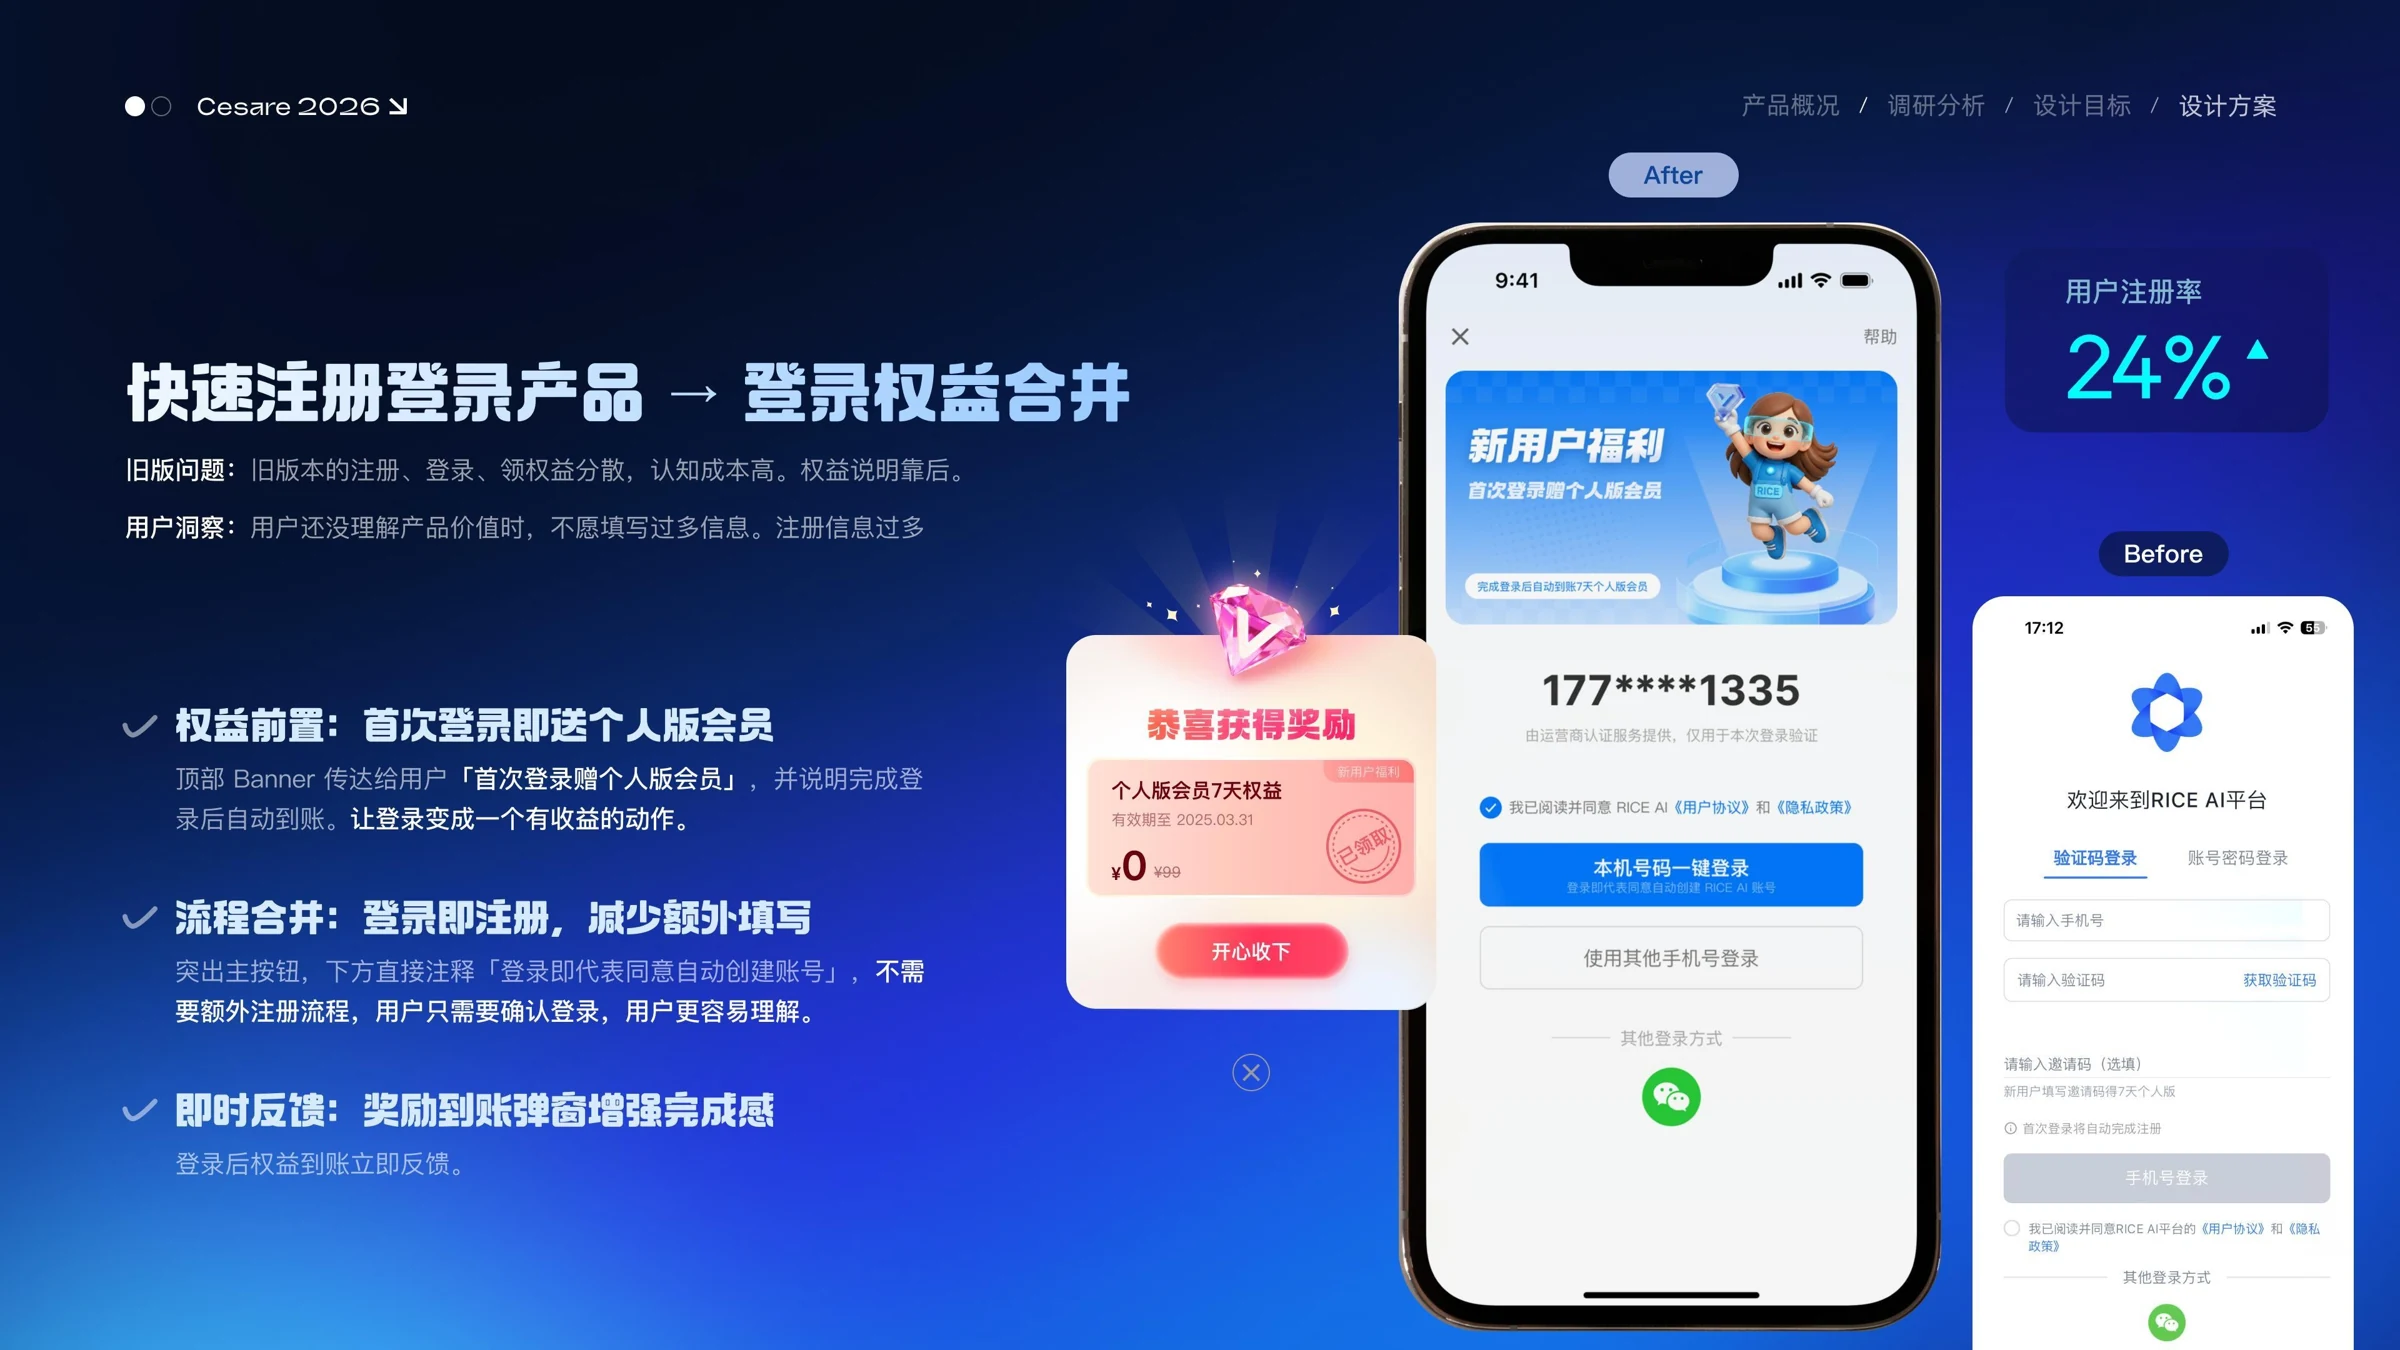 Cesare 2026
产品概况 / 调研分析 / 设计目标 / 设计方案
快速注册登录产品 → 登录权益合并
旧版问题：旧版本的注册、登录、领权益分散，认知成本高。权益说明靠后。
用户洞察：用户还没理解产品价值时，不愿填写过多信息。注册信息过多
权益前置：首次登录即送个人版会员
顶部 Banner 传达给用户「首次登录赠个人版会员」，并说明完成登
录后自动到账。让登录变成一个有收益的动作。
流程合并：登录即注册，减少额外填写
突出主按钮，下方直接注释「登录即代表同意自动创建账号」，不需
要额外注册流程，用户只需要确认登录，用户更容易理解。
即时反馈：奖励到账弹窗增强完成感
登录后权益到账立即反馈。
恭喜获得奖励
新用户福利
个人版会员7天权益
有效期至 2025.03.31
已领取
¥0 ¥99
开心收下
After
9:41
帮助
新用户福利
首次登录赠个人版会员
RICE
完成登录后自动到账7天个人版会员
177****1335
由运营商认证服务提供，仅用于本次登录验证
我已阅读并同意 RICE AI《用户协议》和《隐私政策》
本机号码一键登录
登录即代表同意自动创建 RICE AI 账号
使用其他手机号登录
其他登录方式
用户注册率
24%
Before
17:12
55
欢迎来到RICE AI平台
验证码登录 账号密码登录
请输入手机号
请输入验证码 获取验证码
请输入邀请码（选填）
新用户填写邀请码得7天个人版
首次登录将自动完成注册
手机号登录
我已阅读并同意RICE AI平台的《用户协议》和《隐私
政策》
其他登录方式